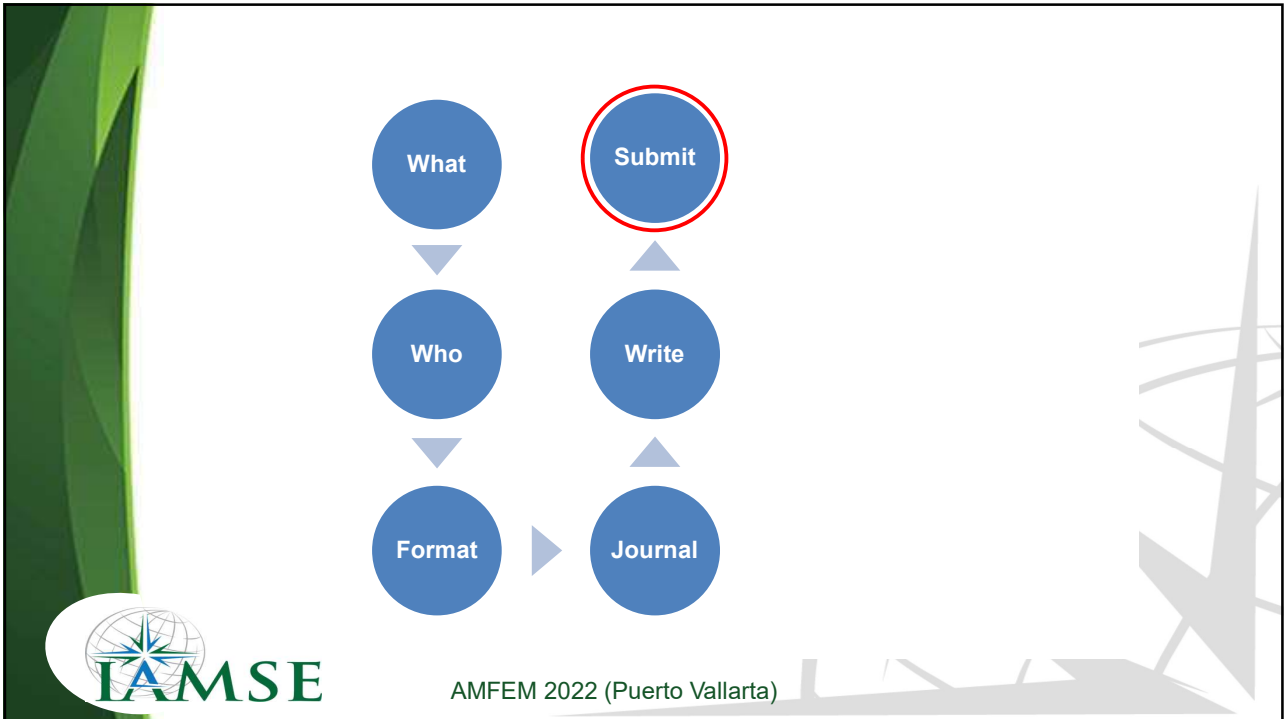 What
Submit
Who
Write
Format
Journal
IAMSE
AMFEM 2022 (Puerto Vallarta)